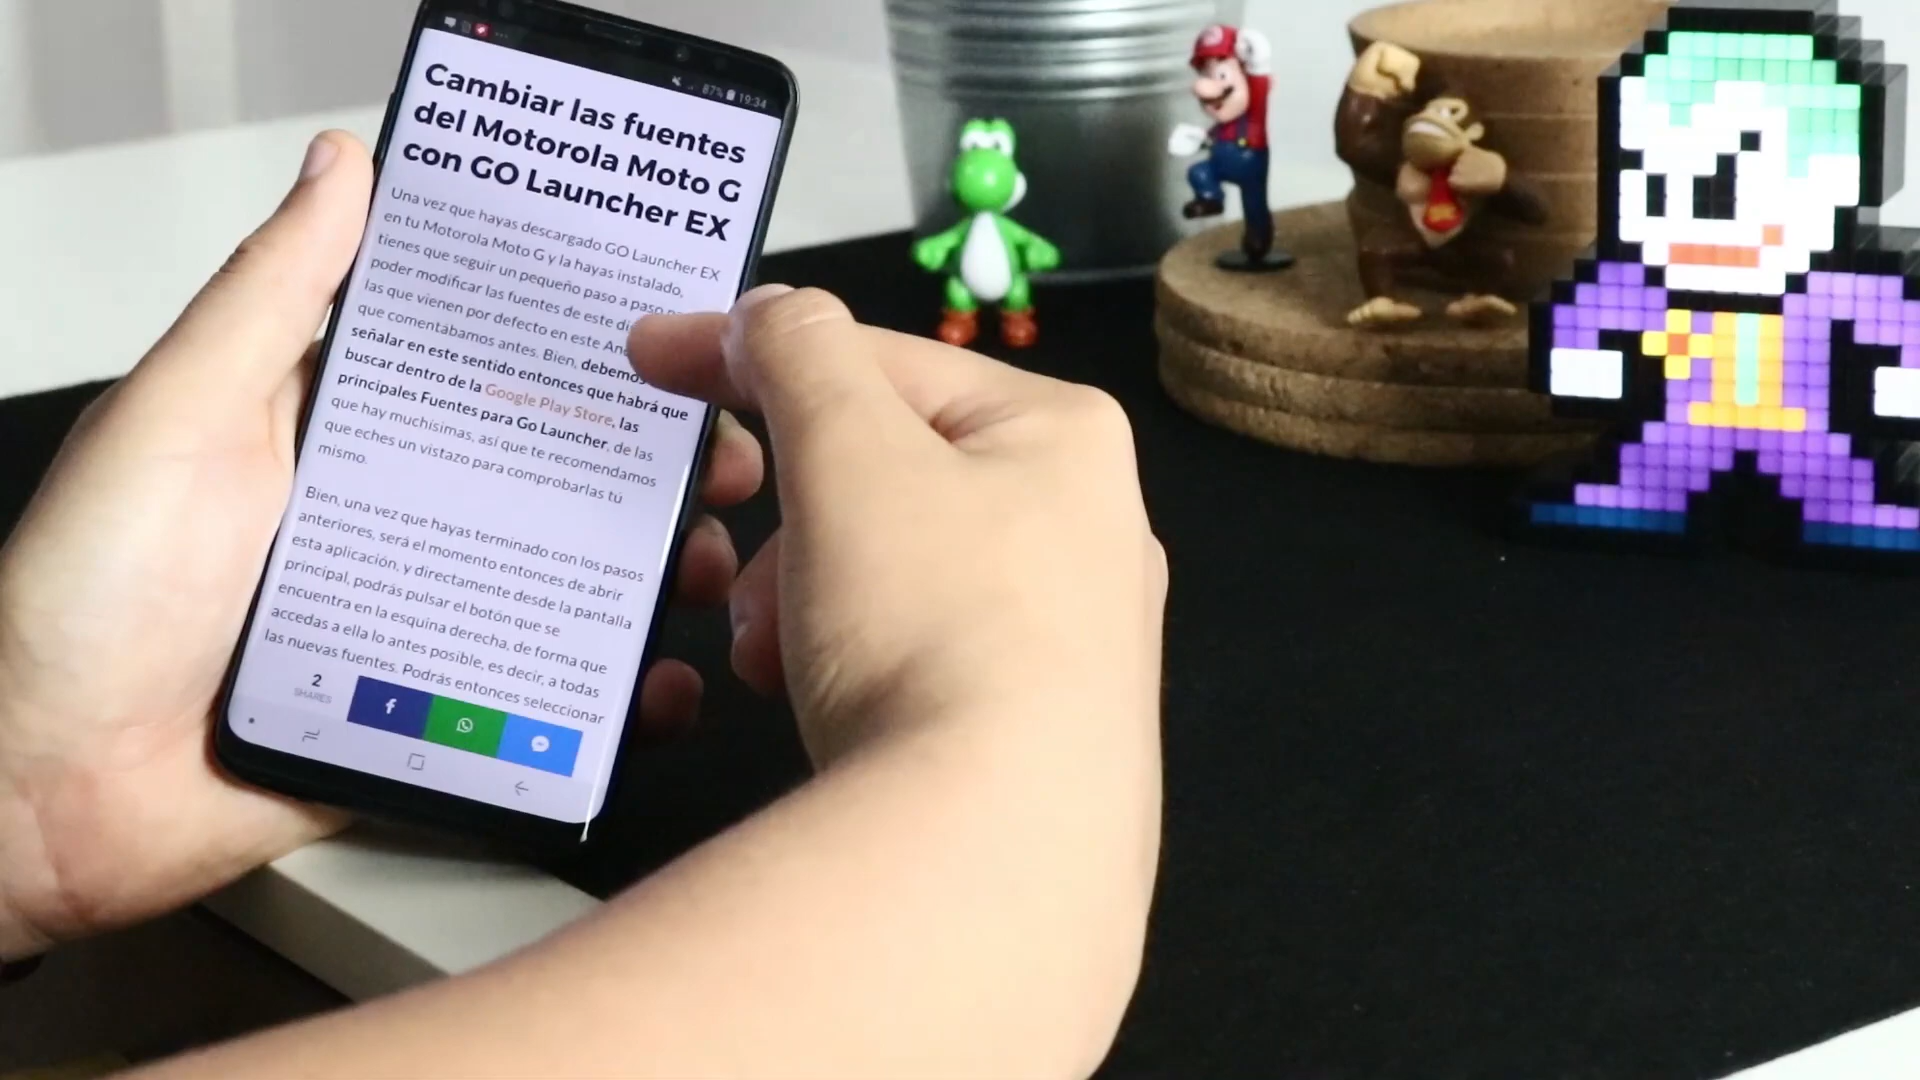 87% 19:34
Cambiar las fuentes
del Motorola Moto G
con GO Launcher EX
Una vez que hayas descargado GO Launcher EX
en tu Motorola Moto G y la hayas instalado,
tienes que seguir un pequeño paso a paso
poder modificar las fuentes de este
las que vienen por defecto en este
que comentábamos antes. Bien, debemos
señalar en este sentido entonces que habrá que
buscar dentro de la Google Play Store, las
principales Fuentes para Go Launcher, de las
que hay muchísimas, así que te recomendamos
que eches un vistazo para comprobarlas tú
mismo.
Bien, una vez que hayas terminado con los pasos
anteriores, será el momento entonces de abrir
esta aplicación, y directamente desde la pantalla
principal, podrás pulsar el botón que se
encuentra en la esquina derecha, de forma que
accedas a ella lo antes posible, es decir, a todas
las nuevas fuentes. Podrás entonces seleccionar
2
SHARES